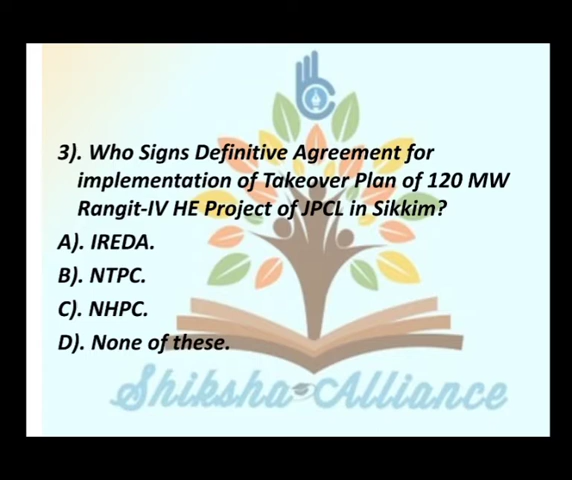 3). Who Signs Definitive Agreement for
implementation of Takeover Plan of 120 MW
Rangit-IV HE Project of JPCL in Sikkim?
A). IREDA.
B). NTPC.
C). NHPC.
D). None of these.
Shiksha Alliance